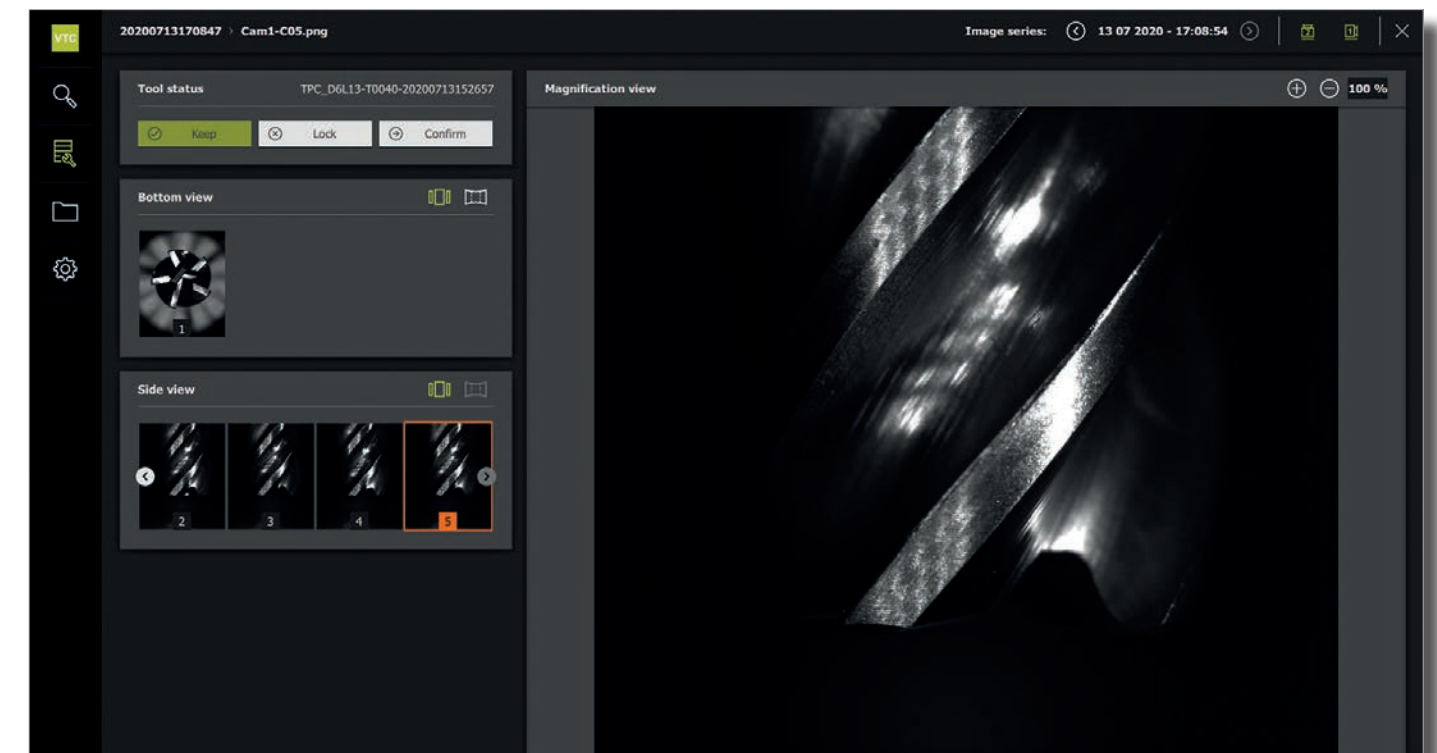 VTC
20200713170847 › Cam1-C05.png
Image series: 13 07 2020 - 17:08:54
Tool status TPC_D6L13-T0040-20200713152657
Keep Lock Confirm
Magnification view 100 %
Bottom view
1
Side view
2 3 4 5